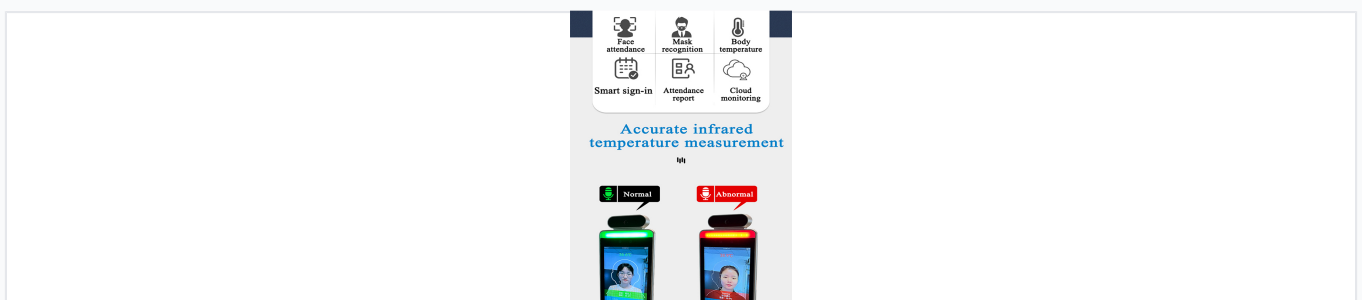 Face
attendance
Mask
recognition
Body
temperature
Smart sign-in
Attendance
report
Cloud
monitoring
Accurate infrared
temperature measurement
Normal
Abnormal